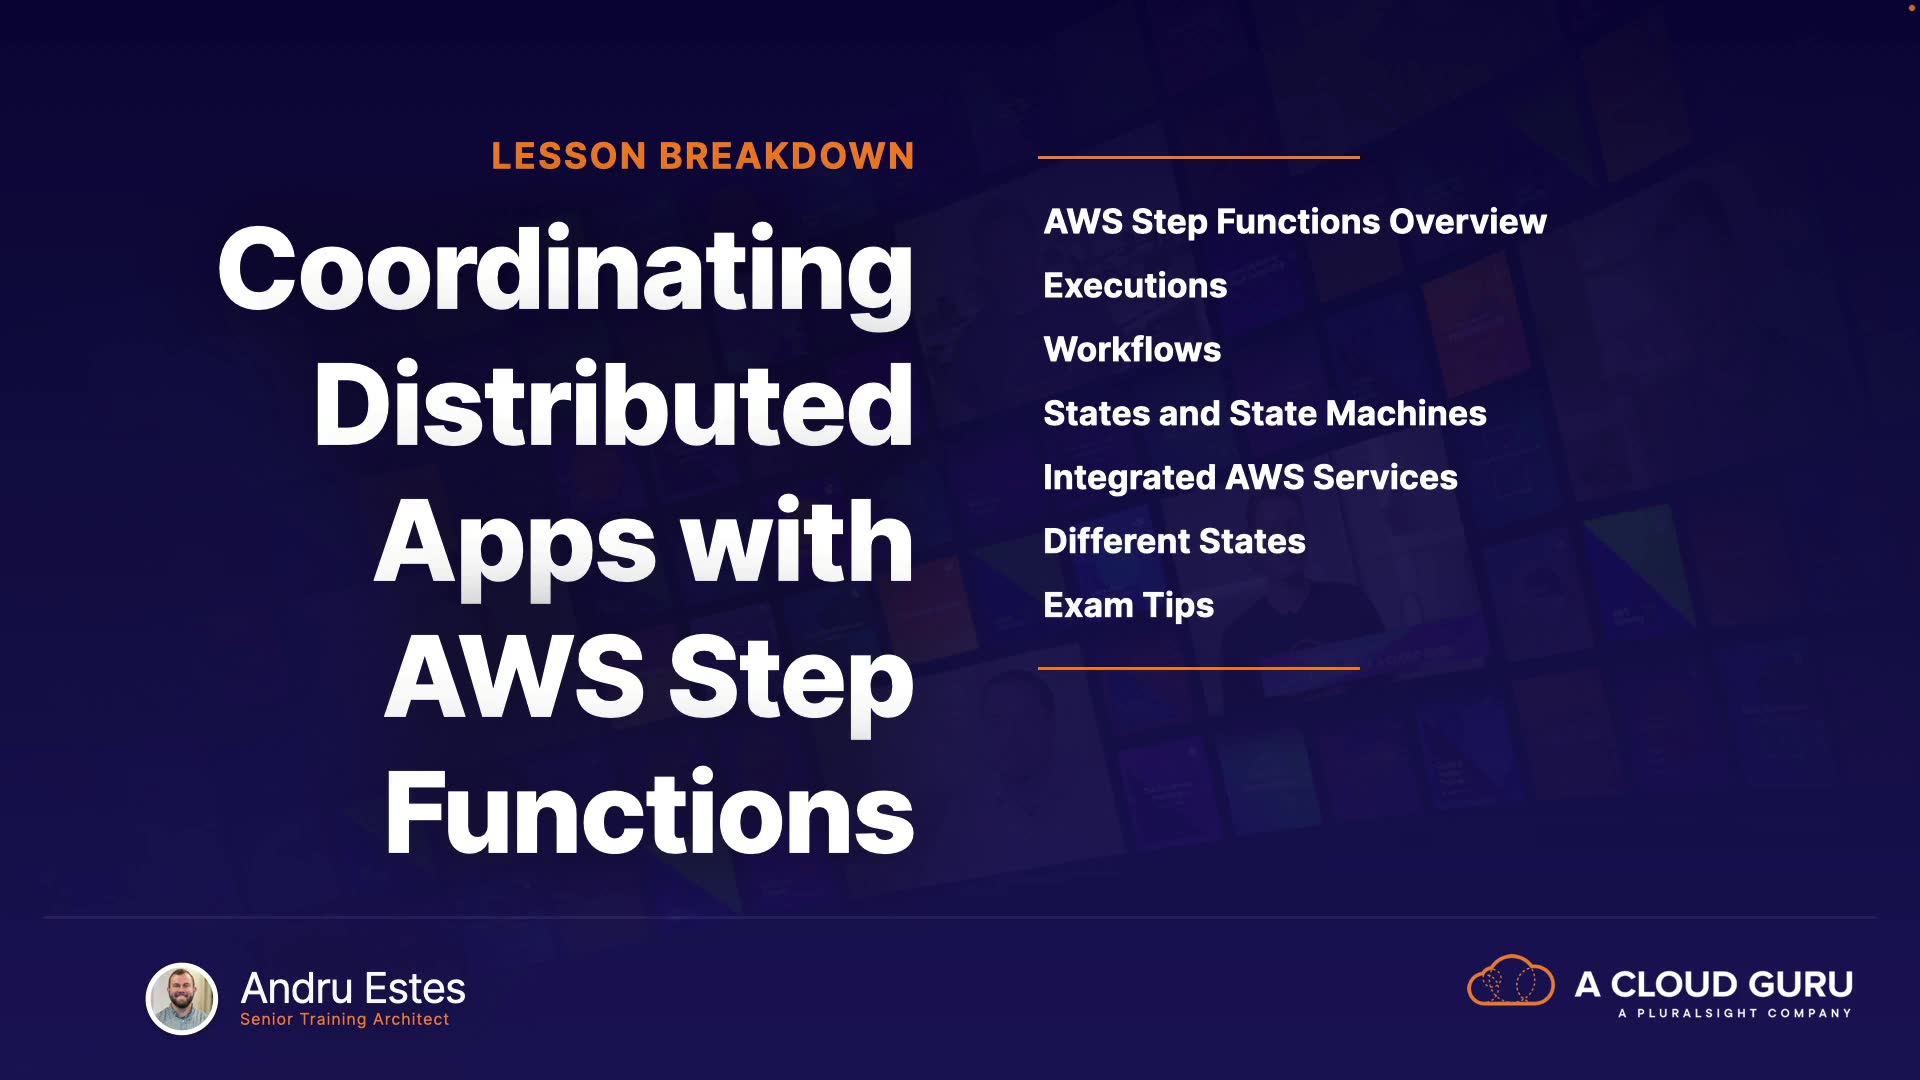 LESSON BREAKDOWN
Coordinating
Distributed
Apps with
AWS Step
Functions
AWS Step Functions Overview
Executions
Workflows
States and State Machines
Integrated AWS Services
Different States
Exam Tips
Andru Estes
Senior Training Architect
A CLOUD GURU
A PLURALSIGHT COMPANY